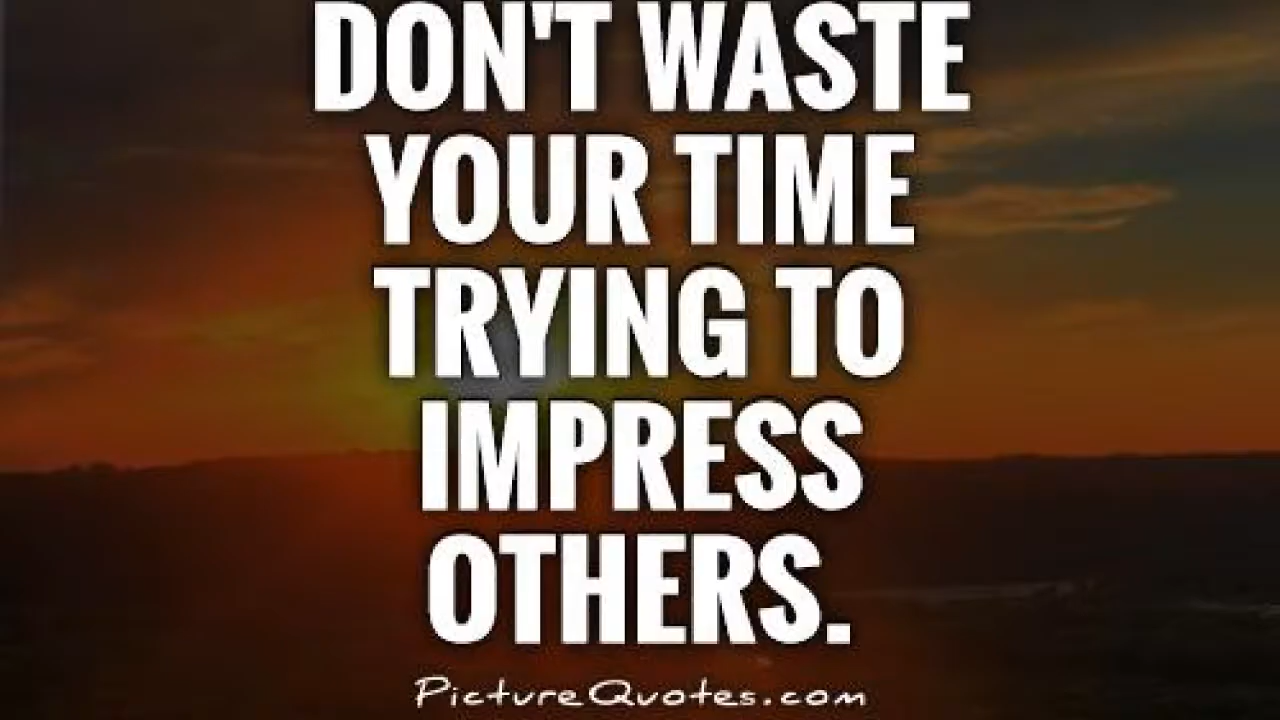 DON'T WASTE
YOUR TIME
TRYING TO
IMPRESS
OTHERS.
PictureQuotes.com